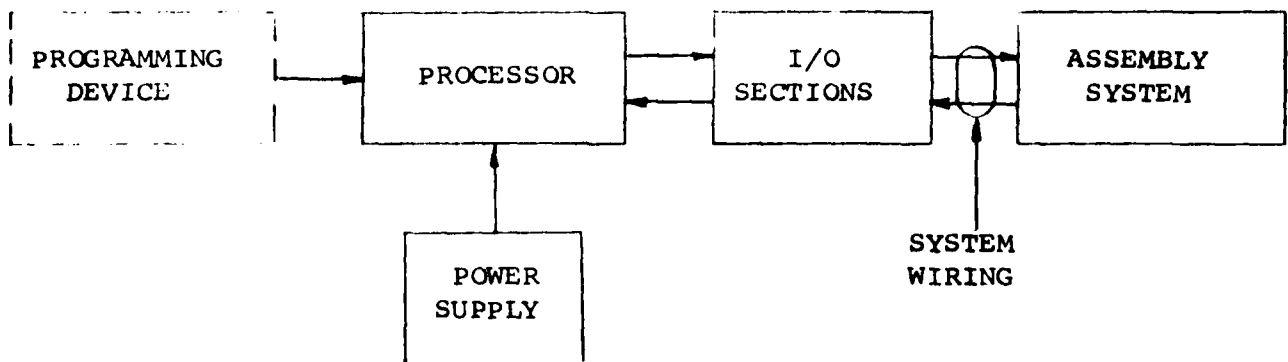 PROGRAMMING
DEVICE
PROCESSOR
I/O
SECTIONS
ASSEMBLY
SYSTEM
POWER
SUPPLY
SYSTEM
WIRING